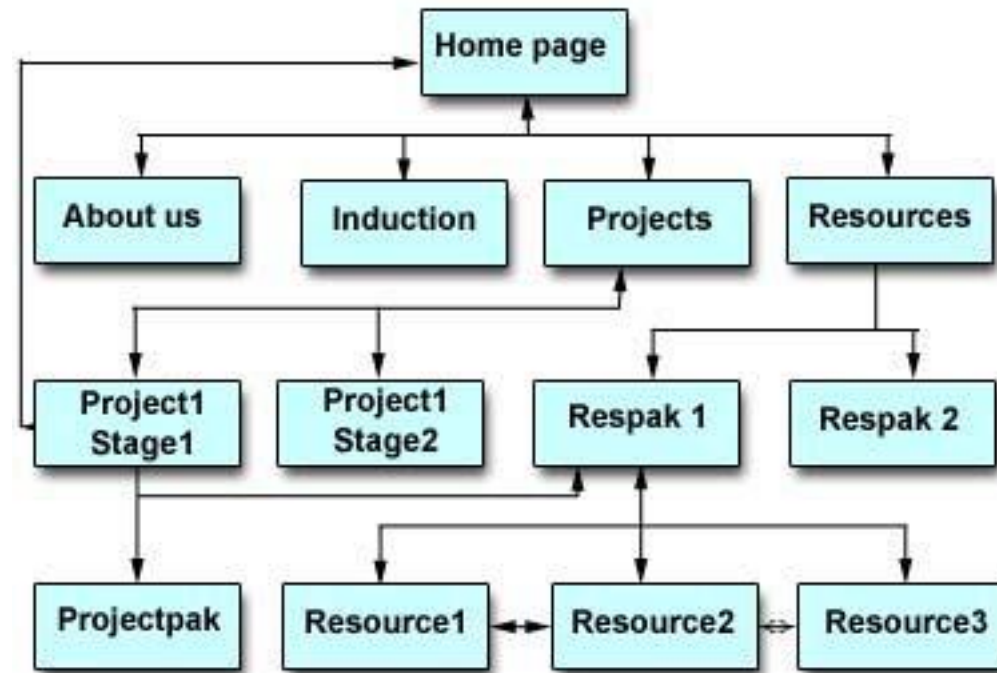 Home page
About us
Induction
Projects
Resources
Project1
Stage1
Project1
Stage2
Respak 1
Respak 2
Projectpak
Resource1
Resource2
Resource3